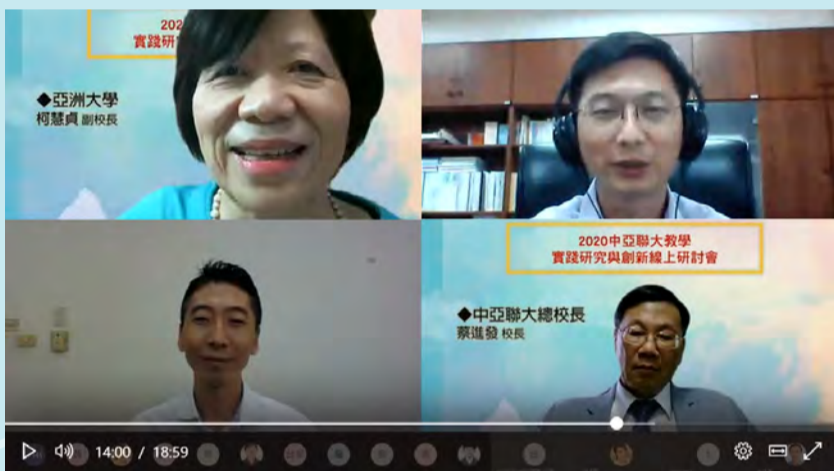 202
實踐研
◆亞洲大學
柯慧貞 副校長
2020中亞聯大教學
實踐研究與創新線上研討會
◆中亞聯大總校長
蔡進發 校長
14:00 / 18:59